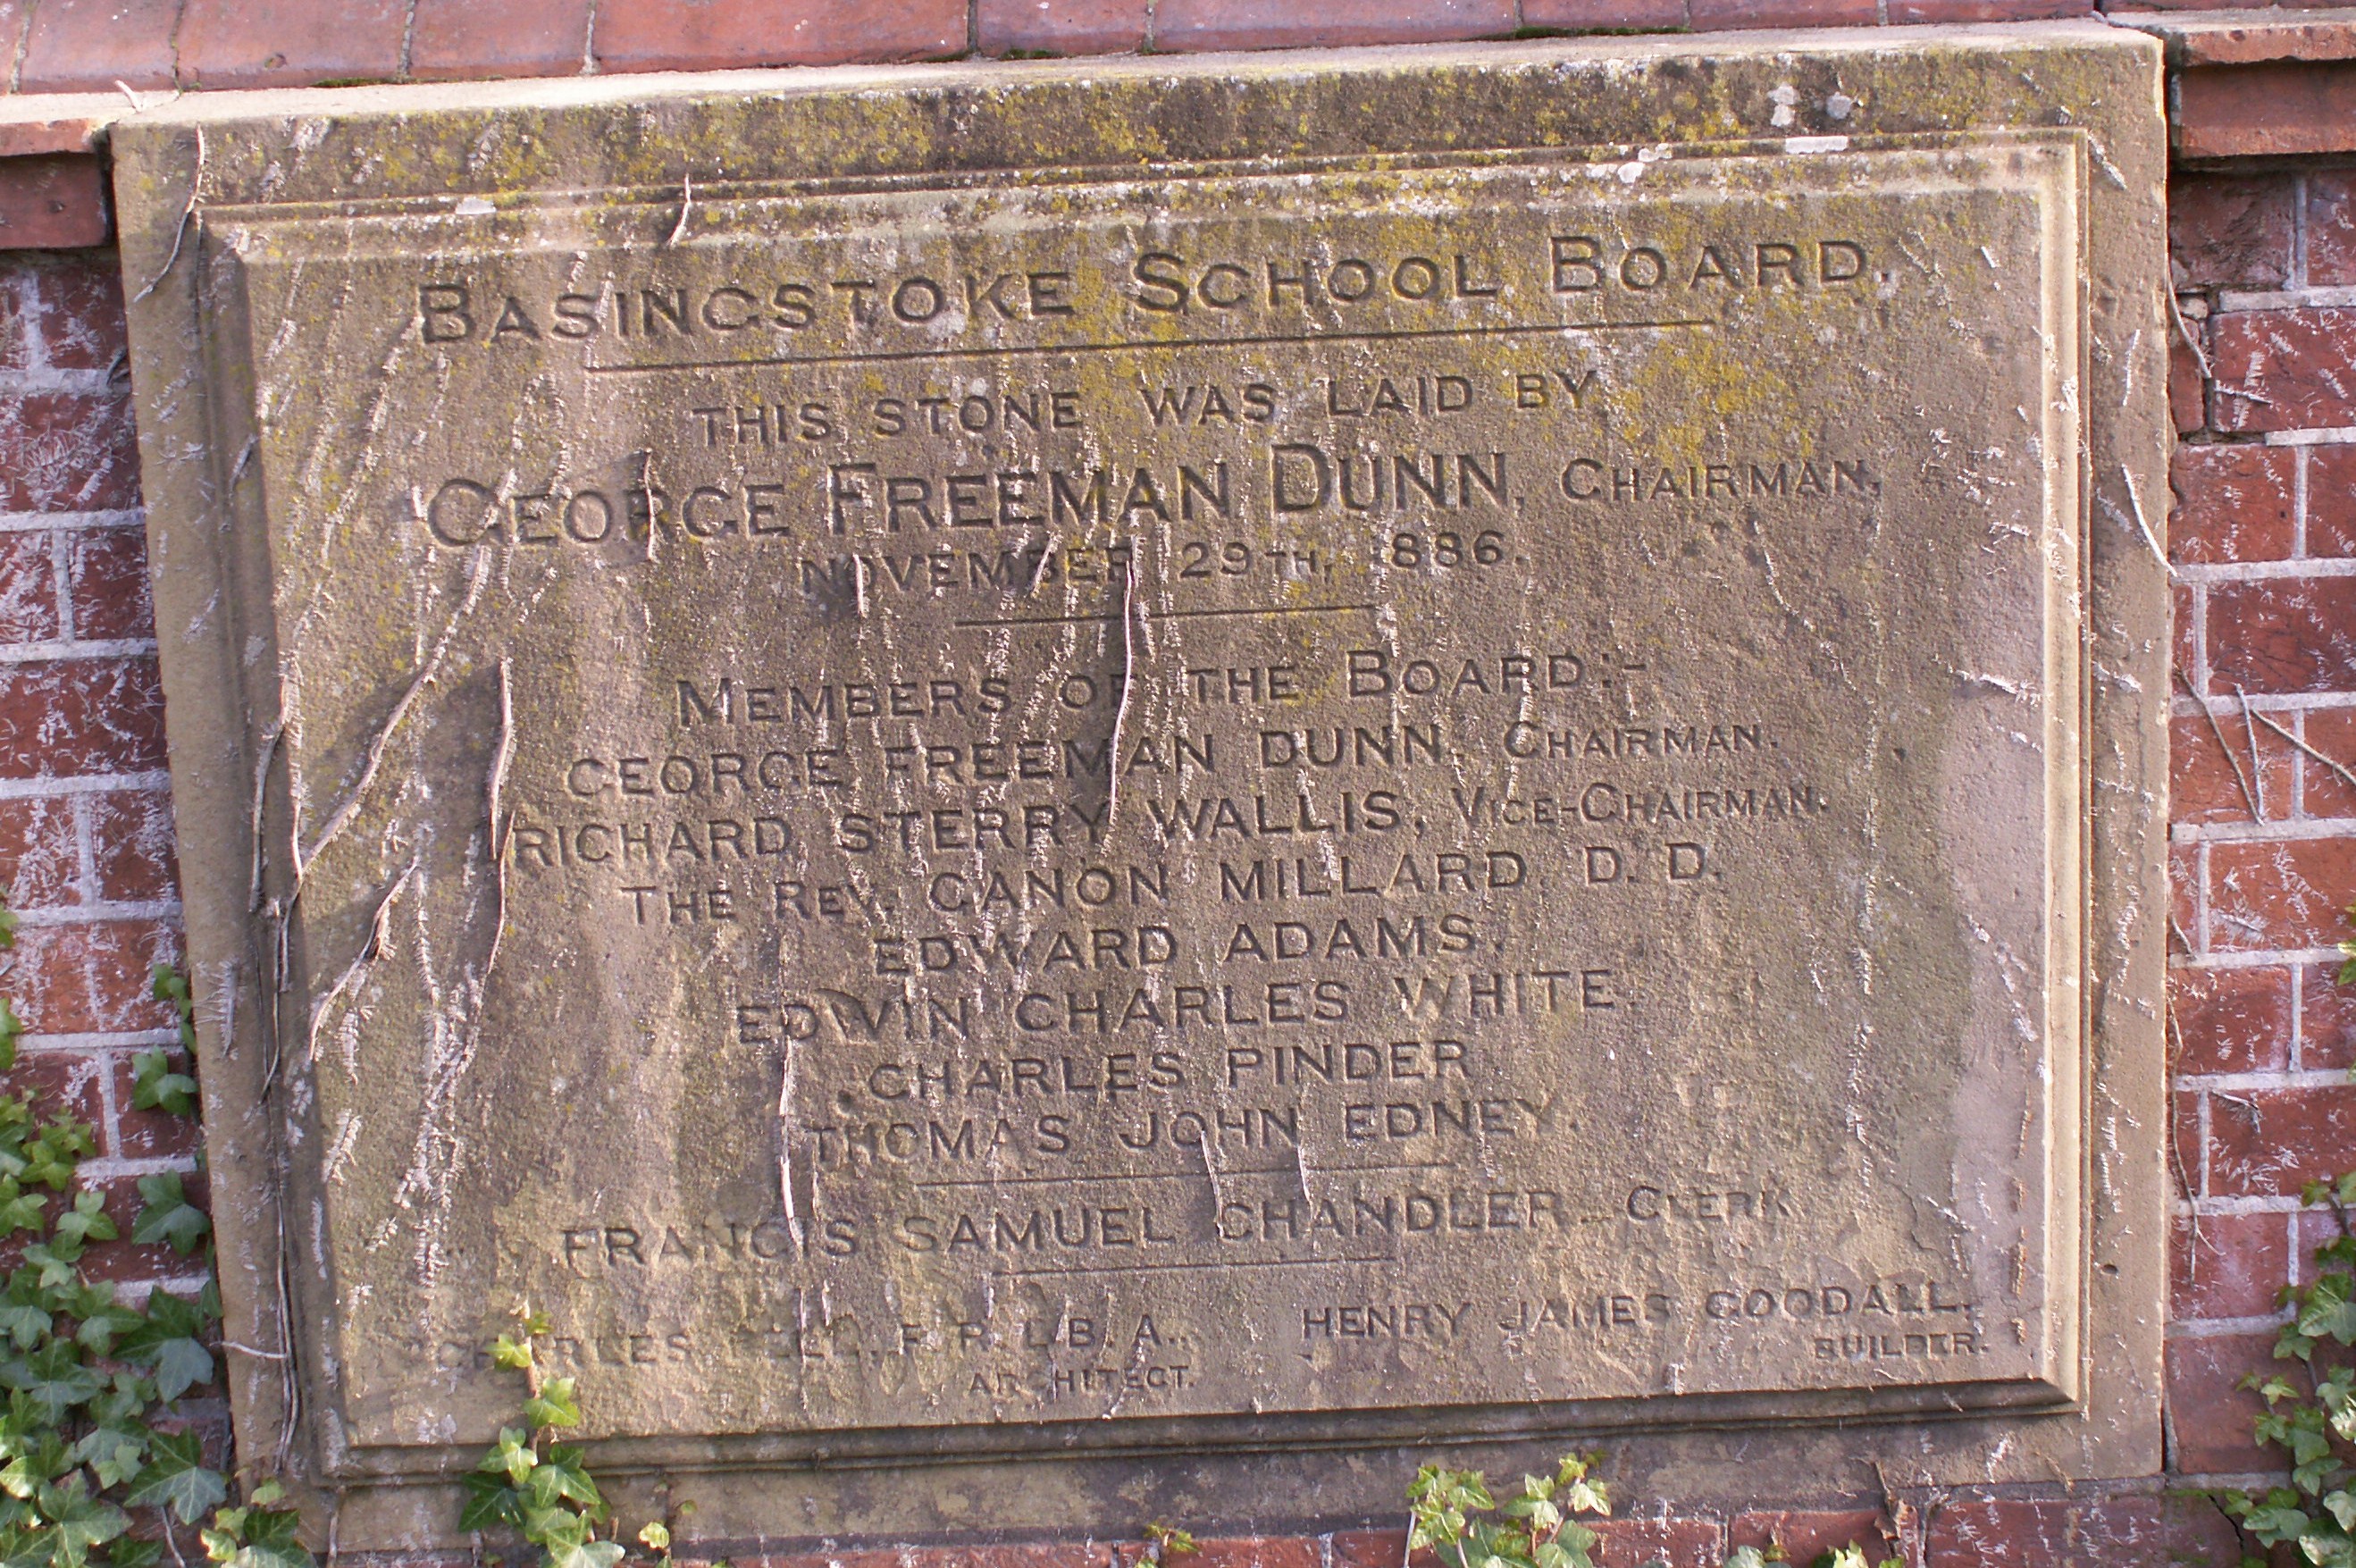 BASINGSTOKE SCHOOL BOARD.
THIS STONE WAS LAID BY
GEORGE FREEMAN DUNN, CHAIRMAN,
NOVEMBER 29TH, 1886.
MEMBERS OF THE BOARD:-
GEORGE FREEMAN DUNN, CHAIRMAN.
RICHARD STERRY WALLIS, VICE-CHAIRMAN.
THE REV. CANON MILLARD D. D.
EDWARD ADAMS.
EDWIN CHARLES WHITE.
CHARLES PINDER
THOMAS JOHN EDNEY.
FRANCIS SAMUEL CHANDLER CLERK
CHARLES F. R. I. B. A., HENRY JAMES GOODALL.
ARCHITECT. BUILDER.